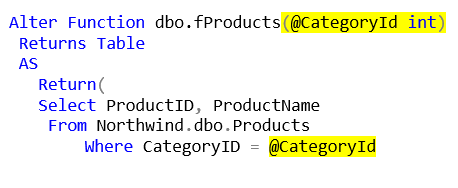 Alter Function dbo.fProducts(@CategoryId int)
Returns Table
AS
Return(
Select ProductID, ProductName
From Northwind.dbo.Products
Where CategoryID = @CategoryId